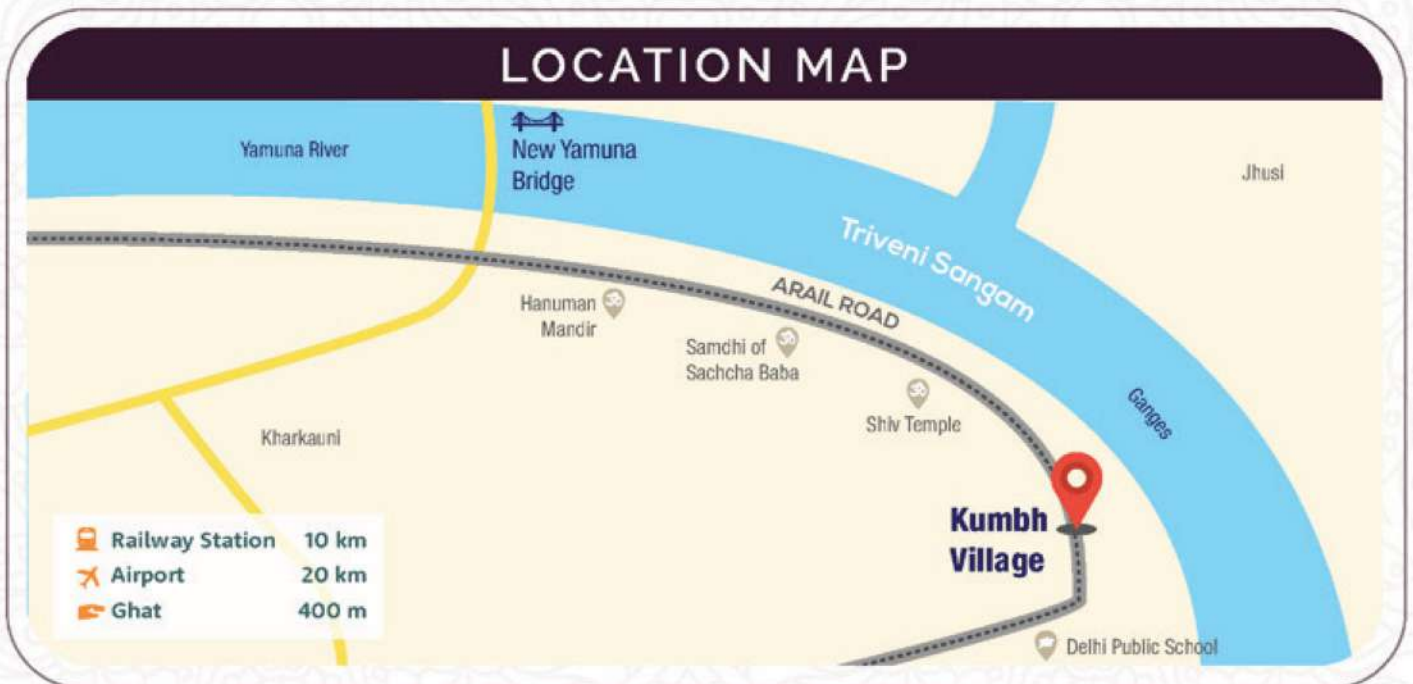 LOCATION MAP
Yamuna River
New Yamuna
Bridge
Jhusi
Triveni Sangam
ARAIL ROAD
Hanuman
Mandir
Samdhi of
Sachcha Baba
Shiv Temple
Ganges
Kharkauni
Kumbh
Village
Railway Station 10 km
Airport 20 km
Ghat 400 m
Delhi Public School